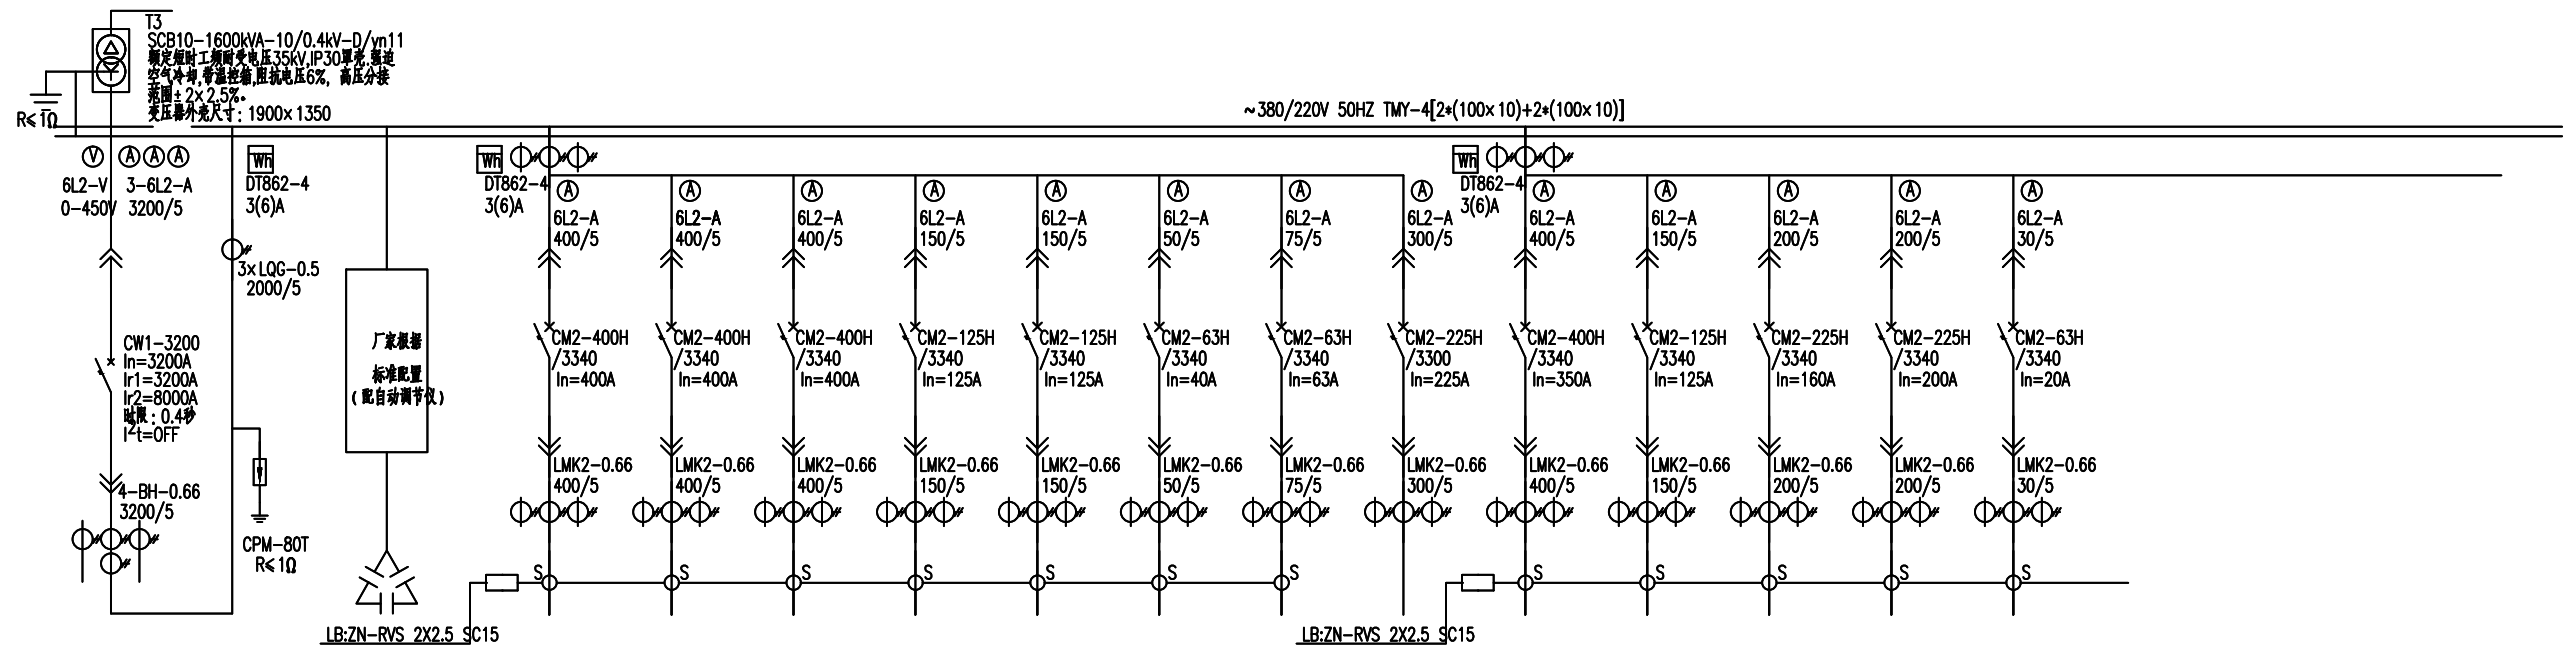 T3
SCB10-1600kVA-10/0.4kV-D/yn11
额定短时工频耐受电压35kV,IP30罩壳.强迫
空气冷却,带温控箱,阻抗电压6%, 高压分接
范围±2×2.5%.
变压器外壳尺寸: 1900×1350
R≤1Ω
~380/220V 50HZ TMY-4[2*(100×10)+2*(100×10)]
V A A A
6L2-V 3-6L2-A
0-450V 3200/5
Wh
DT862-4
3(6)A
3×LQG-0.5
2000/5
CW1-3200
In=3200A
Ir1=3200A
Ir2=8000A
时限: 0.4秒
I²t=OFF
4-BH-0.66
3200/5
CPM-80T
R≤1Ω
厂家根据
标准配置
(配自动调节仪)
Wh
DT862-4
3(6)A
A
6L2-A
400/5
CM2-400H
/3340
In=400A
LMK2-0.66
400/5
S
A
6L2-A
400/5
CM2-400H
/3340
In=400A
LMK2-0.66
400/5
S
A
6L2-A
400/5
CM2-400H
/3340
In=400A
LMK2-0.66
400/5
S
A
6L2-A
150/5
CM2-125H
/3340
In=125A
LMK2-0.66
150/5
S
A
6L2-A
150/5
CM2-125H
/3340
In=125A
LMK2-0.66
150/5
S
A
6L2-A
50/5
CM2-63H
/3340
In=40A
LMK2-0.66
50/5
S
A
6L2-A
75/5
CM2-63H
/3340
In=63A
LMK2-0.66
75/5
S
A
6L2-A
300/5
CM2-225H
/3300
In=225A
LMK2-0.66
300/5
LB:ZN-RVS 2X2.5 SC15
Wh
DT862-4
3(6)A
A
6L2-A
400/5
CM2-400H
/3340
In=350A
LMK2-0.66
400/5
S
A
6L2-A
150/5
CM2-125H
/3340
In=125A
LMK2-0.66
150/5
S
A
6L2-A
200/5
CM2-225H
/3340
In=160A
LMK2-0.66
200/5
S
A
6L2-A
200/5
CM2-225H
/3340
In=200A
LMK2-0.66
200/5
S
A
6L2-A
30/5
CM2-63H
/3340
In=20A
LMK2-0.66
30/5
S
LB:ZN-RVS 2X2.5 SC15